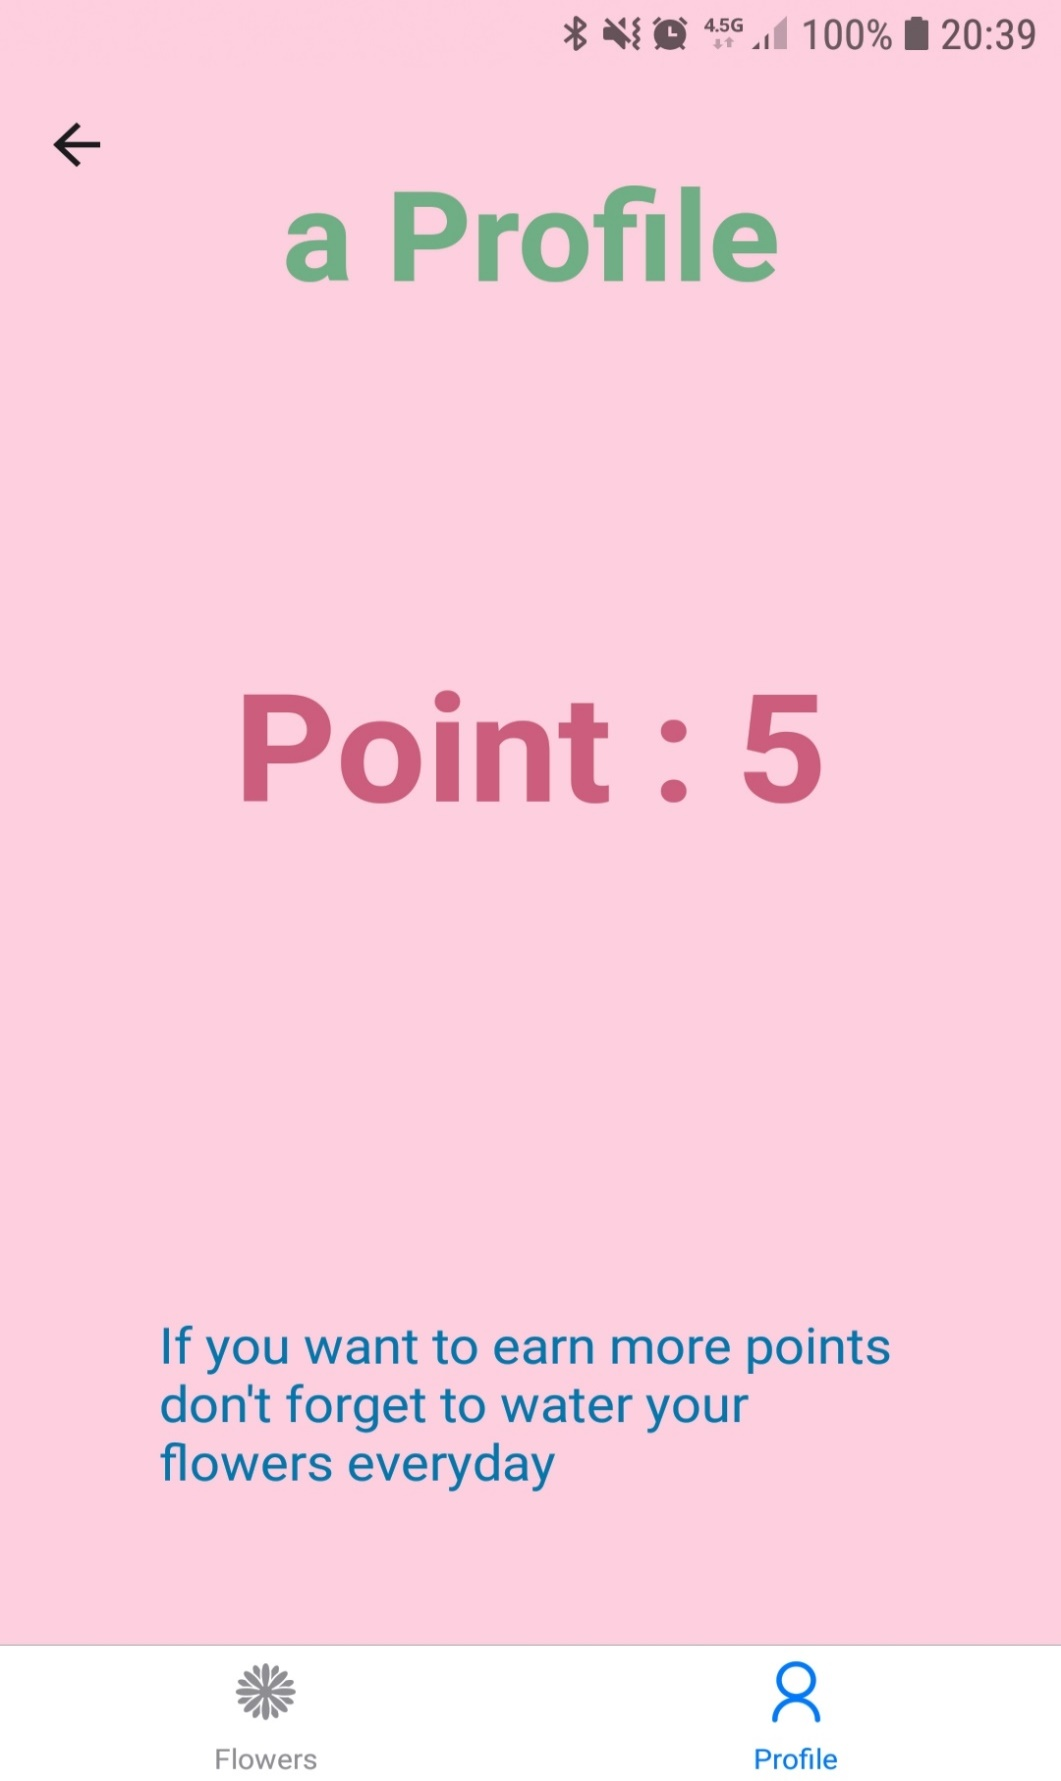 4.5G 100% 20:39
a Profile
Point : 5
If you want to earn more points
don't forget to water your
flowers everyday
Flowers
Profile